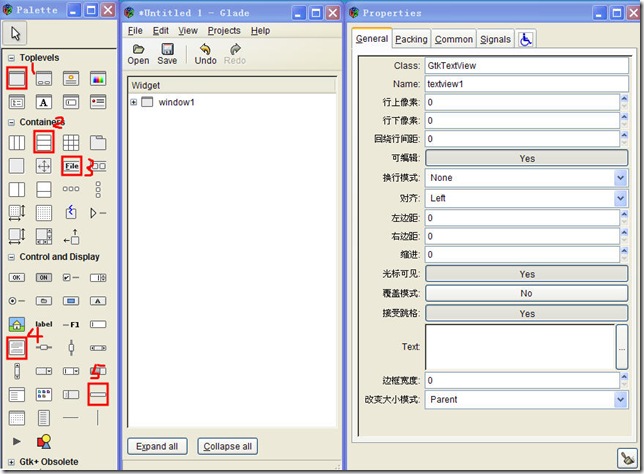 Palette
Toplevels
1
Containers
2
File
3
Control and Display
OK
ON
A
label
F1
4
5
Gtk+ Obsolete
*Untitled 1 - Glade
File Edit View Projects Help
Open Save Undo Redo
Widget
window1
Expand all Collapse all
Properties
General Packing Common Signals
Class: GtkTextView
Name: textview1
行上像素: 0
行下像素: 0
回绕行间距: 0
可编辑: Yes
换行模式: None
对齐: Left
左边距: 0
右边距: 0
缩进: 0
光标可见: Yes
覆盖模式: No
接受跳格: Yes
Text: ...
边框宽度: 0
改变大小模式: Parent